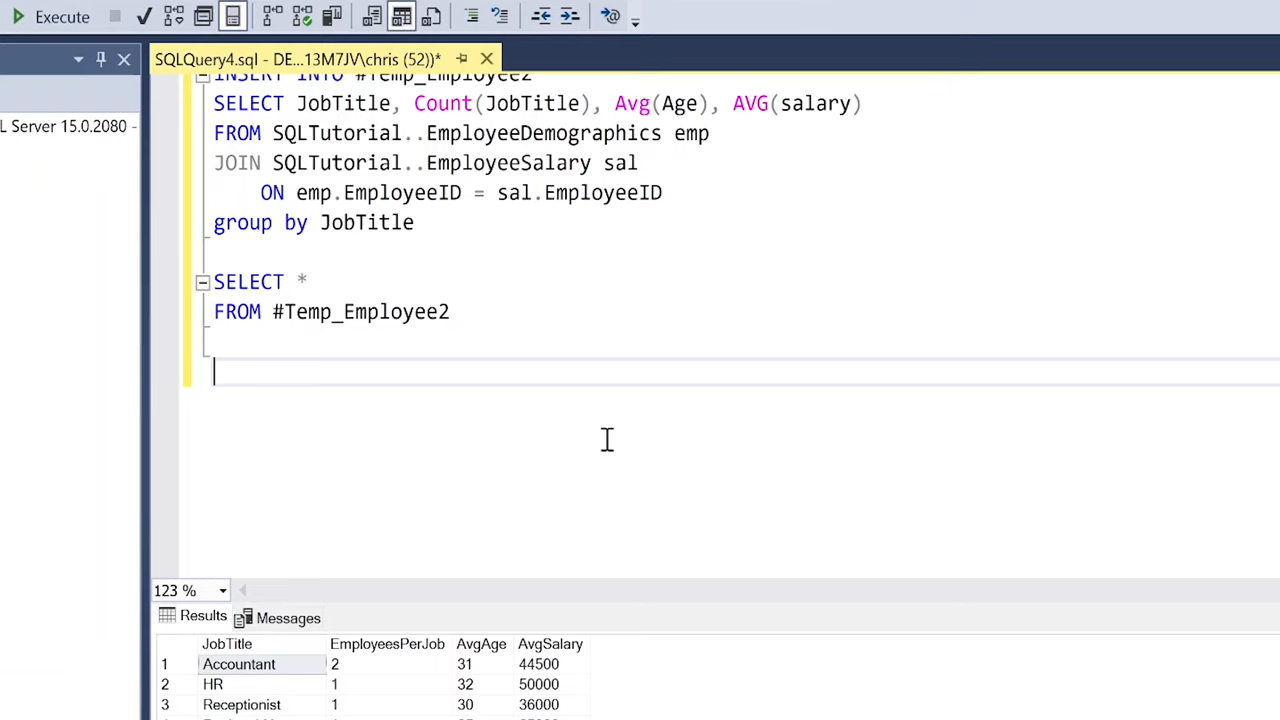 Execute
SQLQuery4.sql - DE...13M7JV\chris (52))*
L Server 15.0.2080 -
INSERT INTO #Temp_Employee2
SELECT JobTitle, Count(JobTitle), Avg(Age), AVG(salary)
FROM SQLTutorial..EmployeeDemographics emp
JOIN SQLTutorial..EmployeeSalary sal
ON emp.EmployeeID = sal.EmployeeID
group by JobTitle
SELECT *
FROM #Temp_Employee2
123 %
Results Messages
JobTitle EmployeesPerJob AvgAge AvgSalary
1 Accountant 2 31 44500
2 HR 1 32 50000
3 Receptionist 1 30 36000